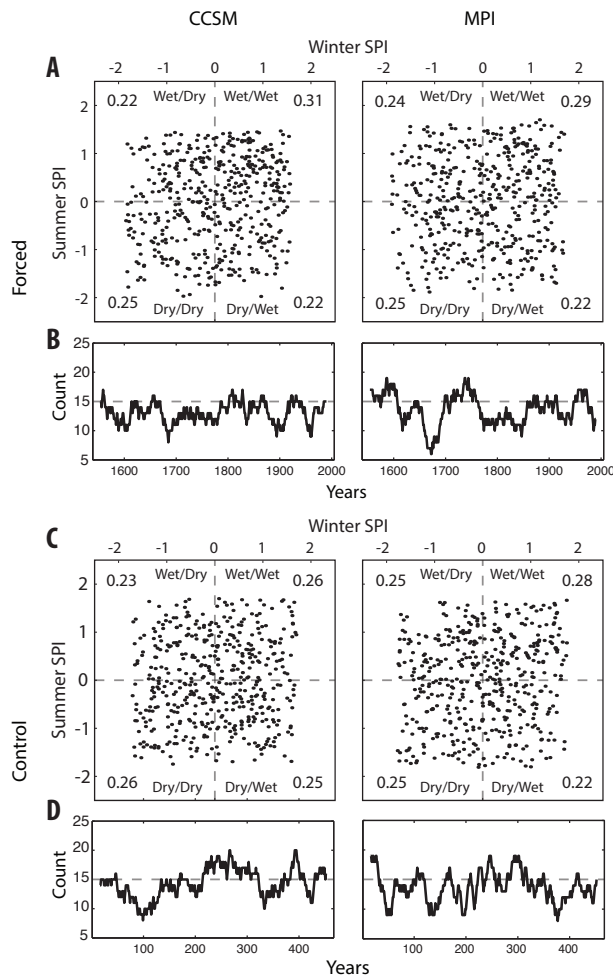 CCSM MPI
Winter SPI
A
-2 -1 0 1 2 -2 -1 0 1 2
0.22 Wet/Dry Wet/Wet 0.31 0.24 Wet/Dry Wet/Wet 0.29
2
1
0
-1
-2
Summer SPI
Forced
0.25 Dry/Dry Dry/Wet 0.22 0.25 Dry/Dry Dry/Wet 0.22
B
25
20
15
10
5
Count
1600 1700 1800 1900 2000 1600 1700 1800 1900 2000
Years
Winter SPI
C
-2 -1 0 1 2 -2 -1 0 1 2
0.23 Wet/Dry Wet/Wet 0.26 0.25 Wet/Dry Wet/Wet 0.28
2
1
0
-1
-2
Summer SPI
Control
0.26 Dry/Dry Dry/Wet 0.25 0.25 Dry/Dry Dry/Wet 0.22
D
25
20
15
10
5
Count
100 200 300 400 100 200 300 400
Years